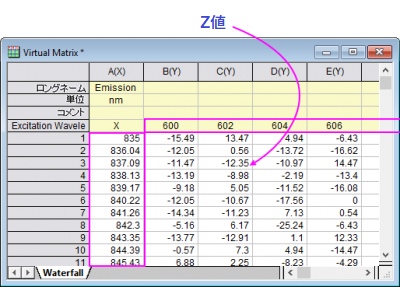 Z値
Virtual Matrix *
A(X) B(Y) C(Y) D(Y) E(Y)
ロングネーム Emission
単位 nm
コメント
Excitation Wavele X 600 602 604 606
1 835 -15.49 13.47 4.94 -6.43
2 836.04 -12.05 0.56 -13.72 -16.62
3 837.09 -11.47 -12.35 -10.97 14.47
4 838.13 -13.19 -8.98 -2.19 -13.4
5 839.17 -9.18 5.05 -11.52 -16.08
6 840.22 -12.05 -10.67 -17.56 0
7 841.26 -14.34 -11.23 7.13 0.54
8 842.3 -5.16 6.17 -25.24 -6.43
9 843.35 -13.77 -12.91 1.1 12.33
10 844.39 -0.57 7.3 4.94 -14.47
11 845.43 6.88 2.25 -8.23 -4.29
Waterfall